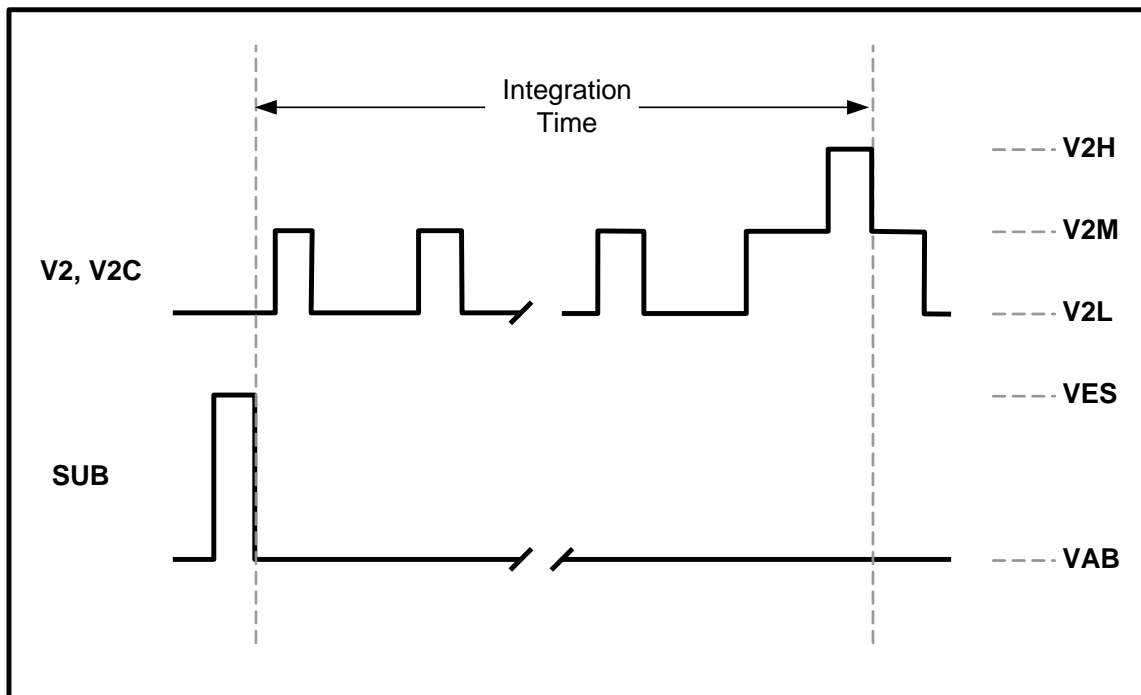 Integration
Time
V2H
V2M
V2, V2C
V2L
VES
SUB
VAB